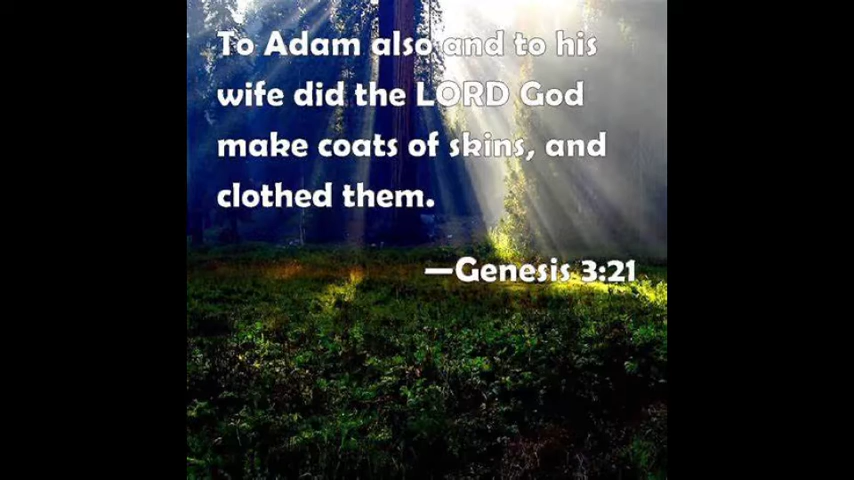 To Adam also and to his
wife did the LORD God
make coats of skins, and
clothed them.
—Genesis 3:21